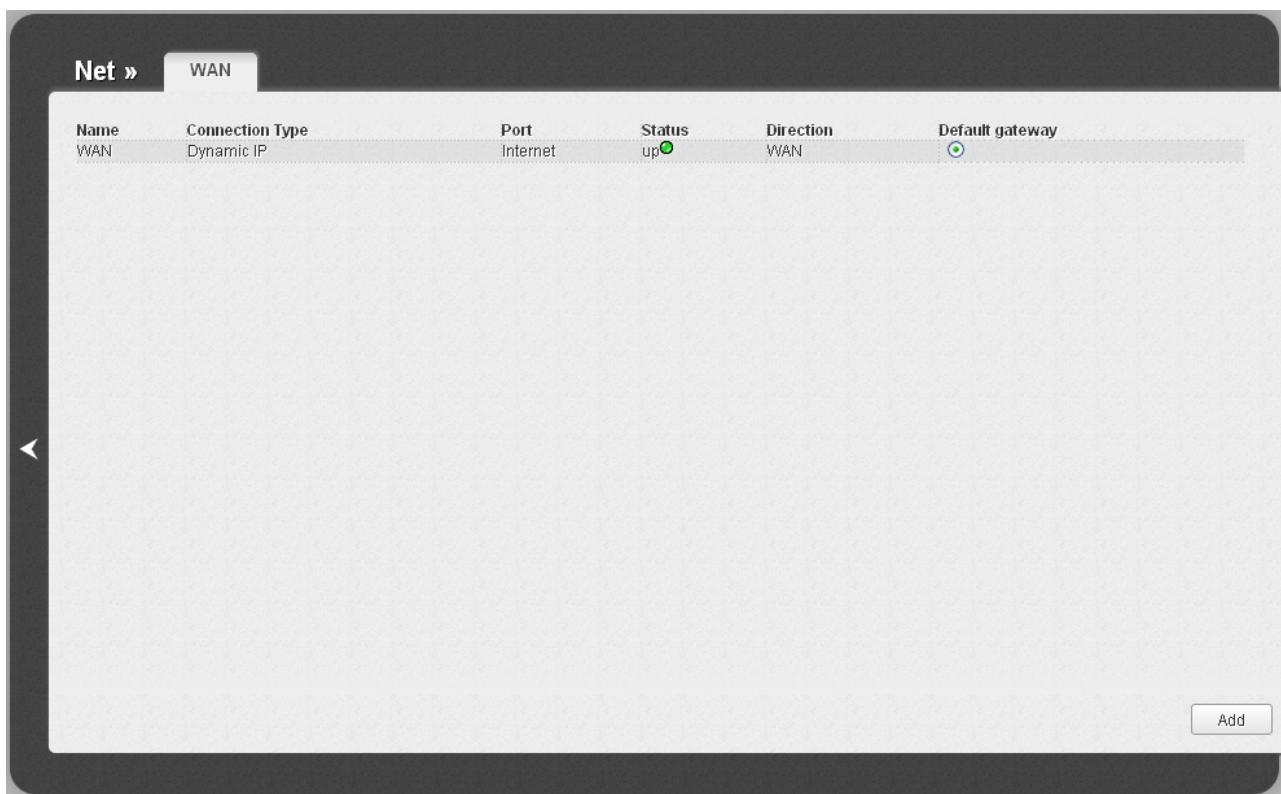 Net » WAN
Name Connection Type Port Status Direction Default gateway
WAN Dynamic IP Internet up WAN
Add